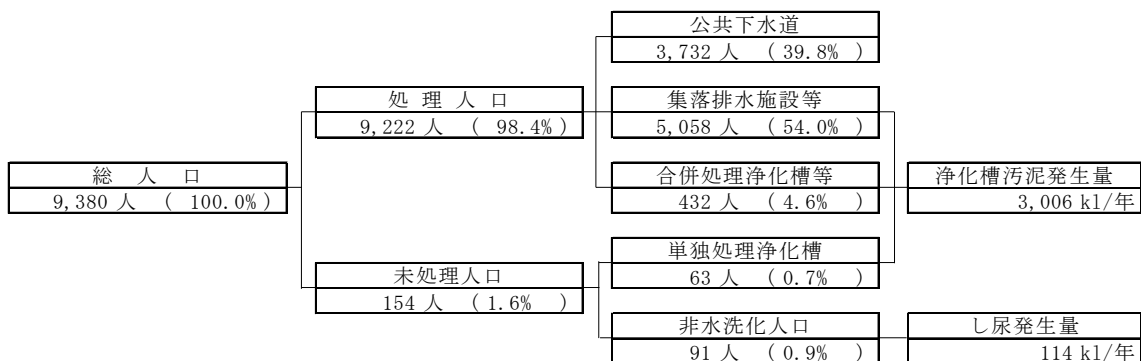 公共下水道
3,732 人 ( 39.8% )
処 理 人 口
9,222 人 ( 98.4% )
集落排水施設等
5,058 人 ( 54.0% )
総 人 口
9,380 人 ( 100.0% )
合併処理浄化槽等
432 人 ( 4.6% )
浄化槽汚泥発生量
3,006 kl/年
単独処理浄化槽
63 人 ( 0.7% )
未処理人口
154 人 ( 1.6% )
非水洗化人口
91 人 ( 0.9% )
し尿発生量
114 kl/年